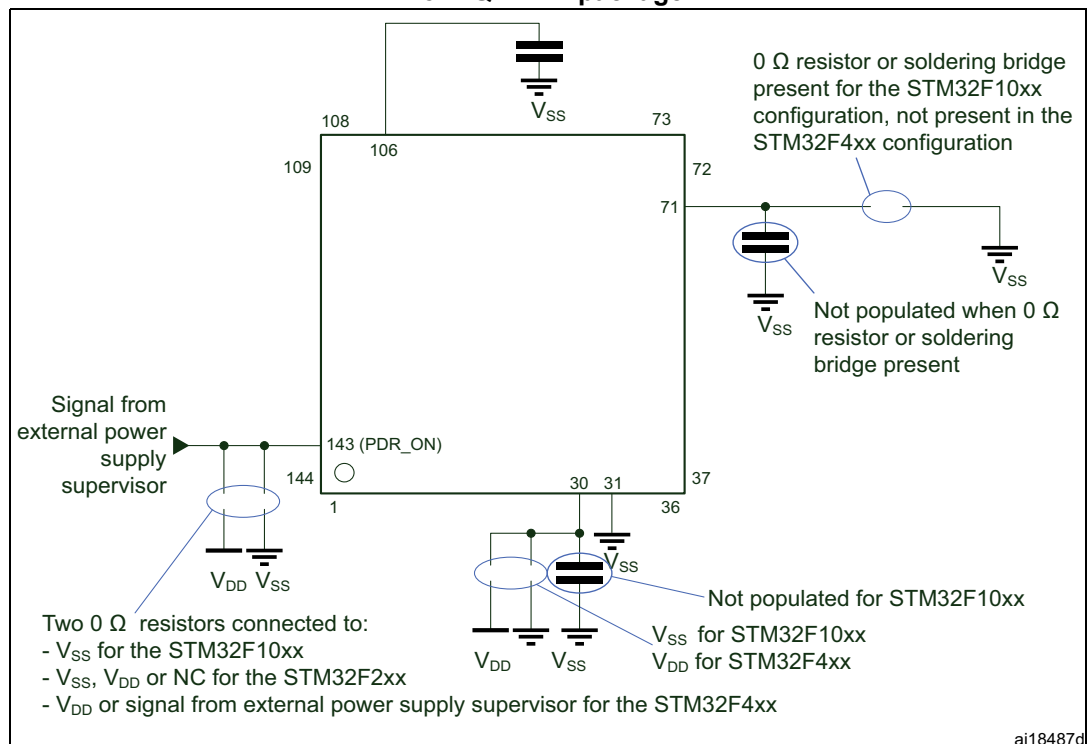 V_SS
0 Ω resistor or soldering bridge
present for the STM32F10xx
configuration, not present in the
STM32F4xx configuration
108
73
106
109
72
71
V_SS
V_SS
Not populated when 0 Ω
resistor or soldering
bridge present
Signal from
external power
supply
supervisor
143 (PDR_ON)
144
1
30 31
37
36
V_SS
V_DD V_SS
Not populated for STM32F10xx
V_DD
V_SS
V_SS for STM32F10xx
V_DD for STM32F4xx
Two 0 Ω resistors connected to:
- V_SS for the STM32F10xx
- V_SS, V_DD or NC for the STM32F2xx
- V_DD or signal from external power supply supervisor for the STM32F4xx
ai18487d